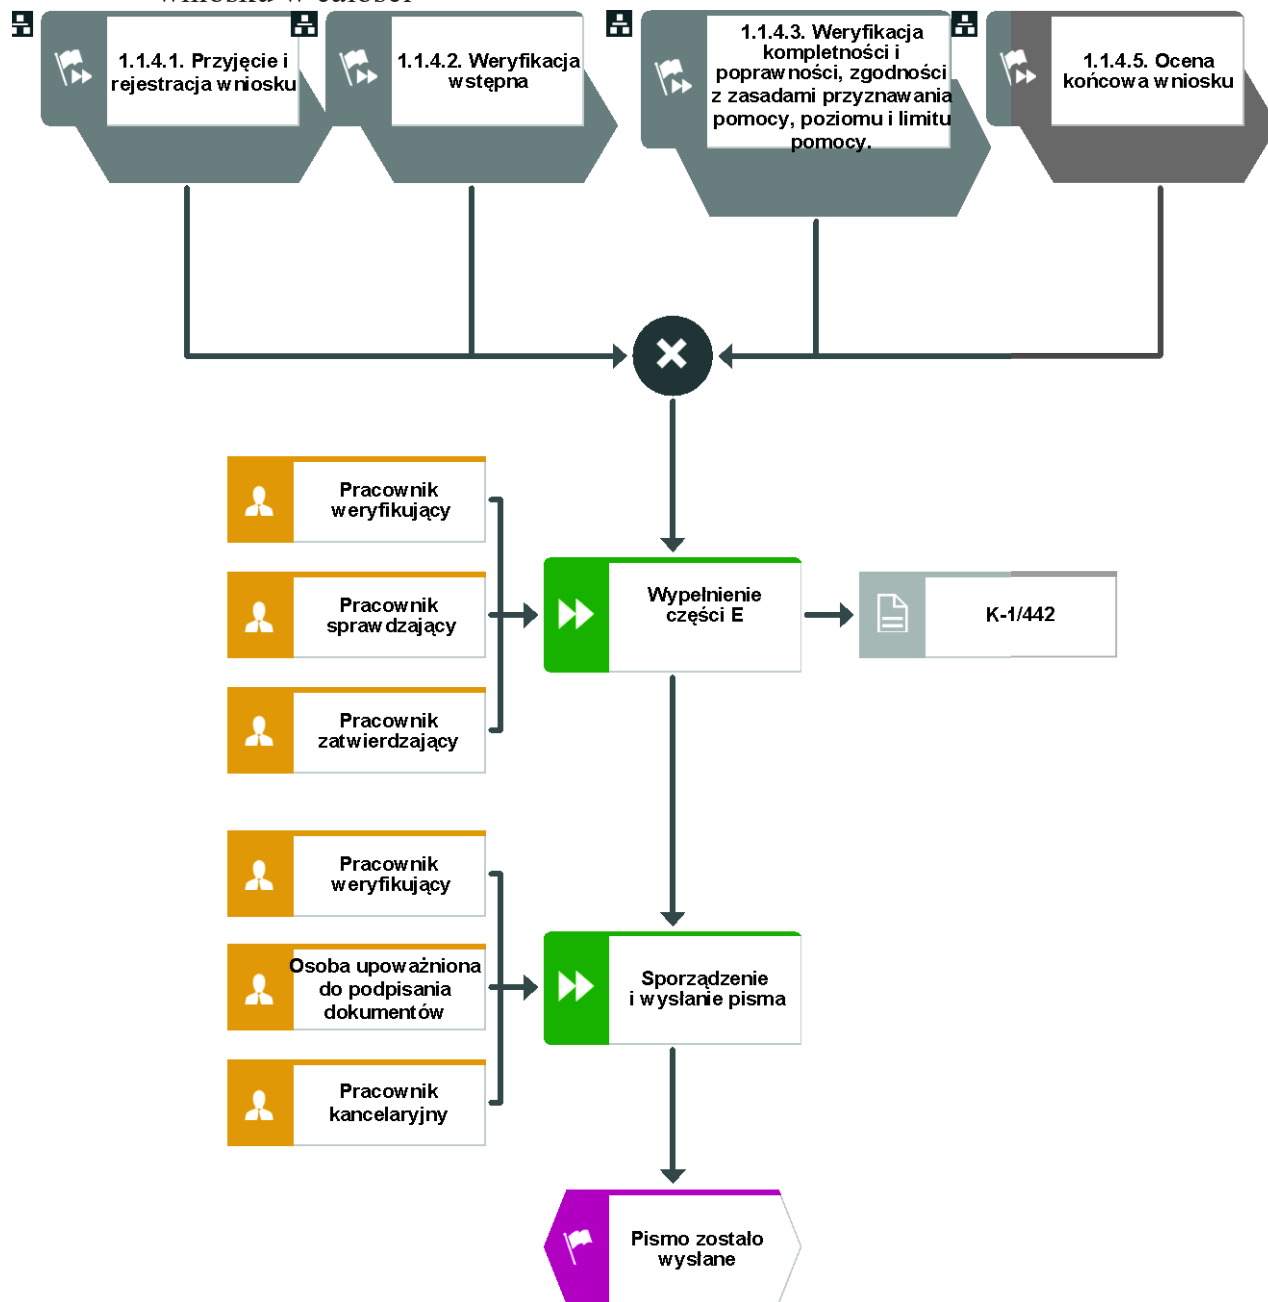 wniosku w całości
1.1.4.1. Przyjęcie i
rejestracja wniosku
1.1.4.2. Weryfikacja
wstępna
1.1.4.3. Weryfikacja
kompletności i
poprawności, zgodności
z zasadami przyznawania
pomocy, poziomu i limitu
pomocy.
1.1.4.5. Ocena
końcowa wniosku
Pracownik
weryfikujący
Pracownik
sprawdzający
Pracownik
zatwierdzający
Wypełnienie
części E
K-1/442
Pracownik
weryfikujący
Osoba upoważniona
do podpisania
dokumentów
Pracownik
kancelaryjny
Sporządzenie
i wysłanie pisma
Pismo zostało
wysłane